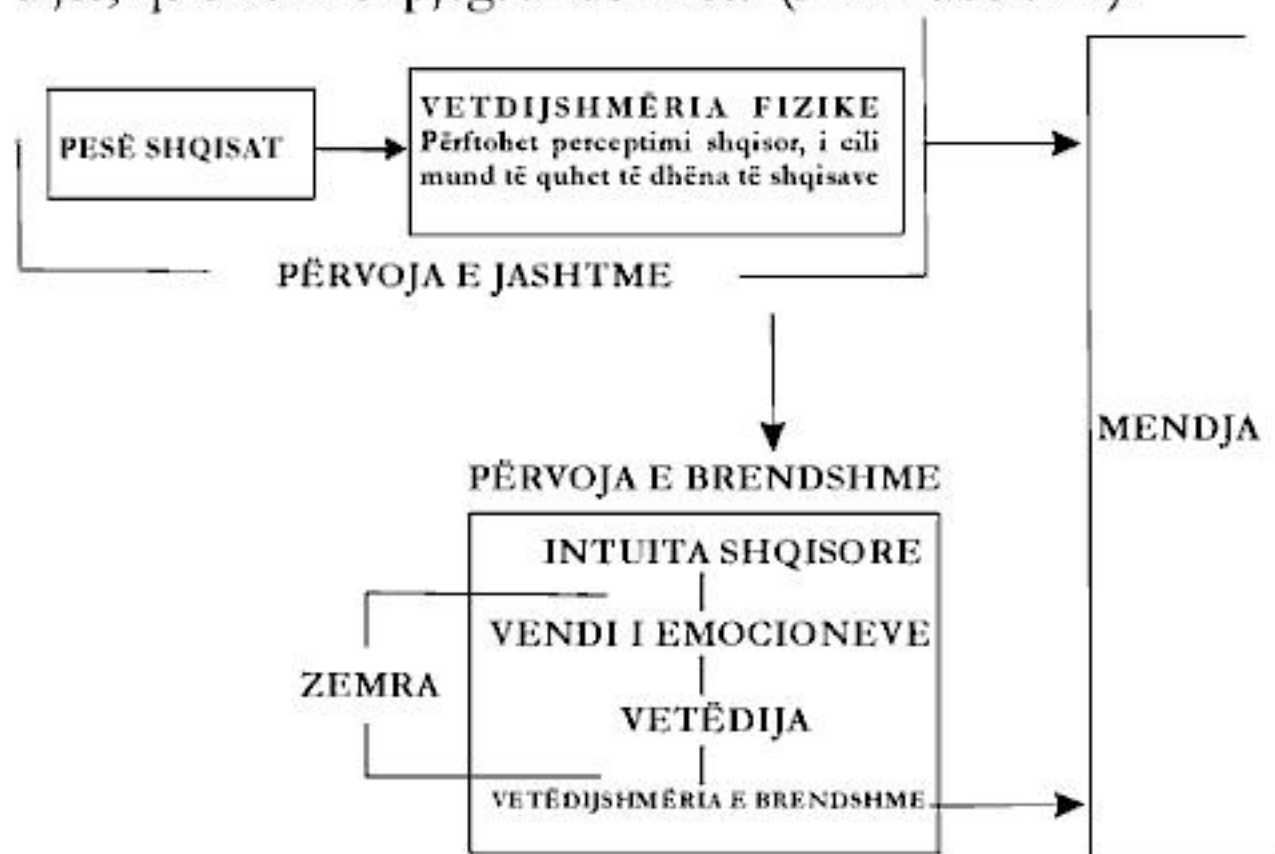 PESË SHQISAT
VETDIJSHMËRIA FIZIKE
Përftohet perceptimi shqisor, i cili
mund të quhet të dhëna të shqisave
PËRVOJA E JASHTME
MENDJA
PËRVOJA E BRENDSHME
INTUITA SHQISORE
VENDI I EMOCIONEVE
ZEMRA
VETËDIJA
VETËDIJSHMËRIA E BRENDSHME